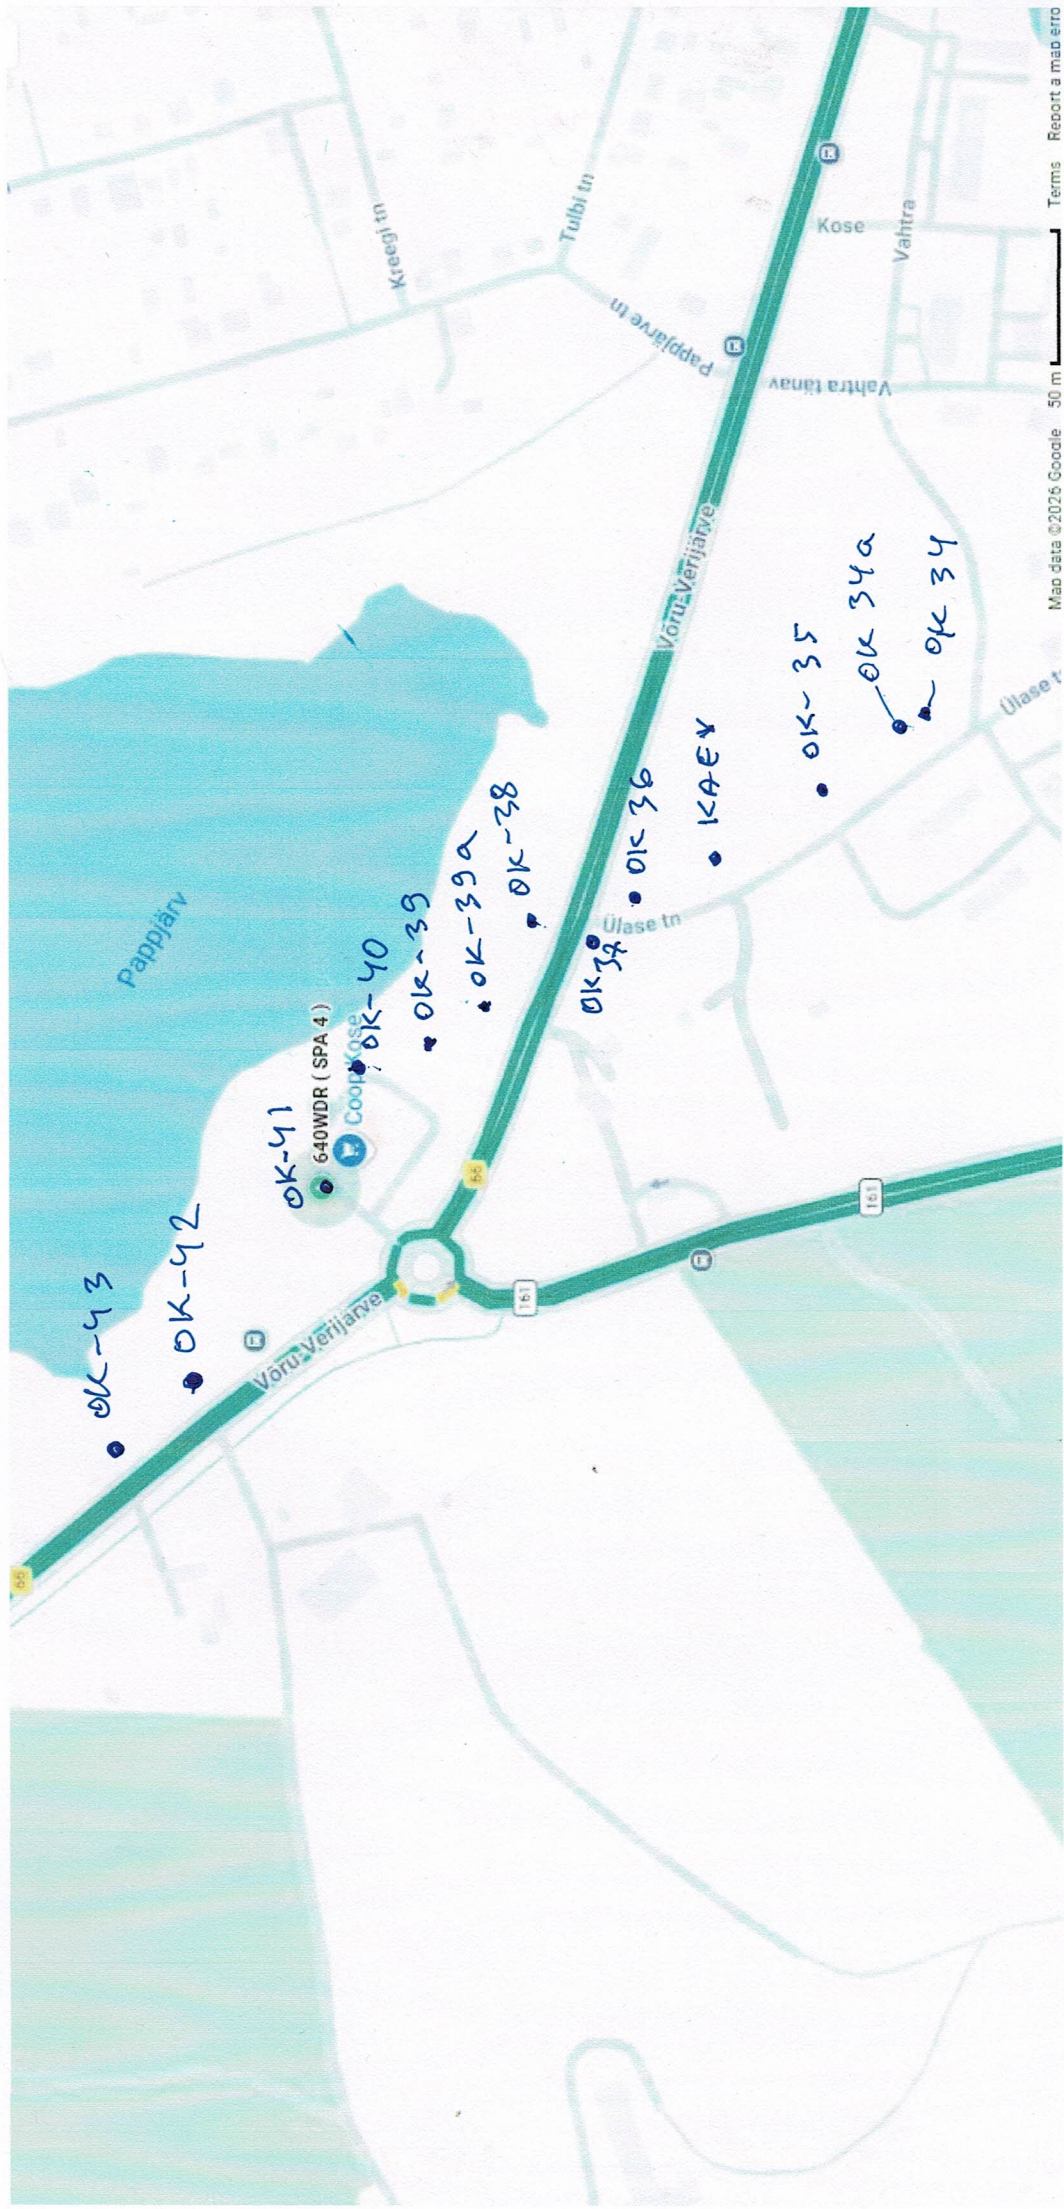 OK-43
OK-42
OK-41
640WDR ( SPA 4 )
Coop Kose
OK-40
OK-39
OK-39a
OK-38
OK 37
OK 36
KAEV
OK-35
OK 34a
OK 34
Pappjärv
66
Võru-Verijärve
66
161
161
Võru-Verijärve
Ülase tn
Ülase t
Kreegi tn
Tulbi tn
Pappjärve tn
Vahtra tänav
Kose
Vahtra
Map data ©2026 Google 50 m Terms Report a map erro